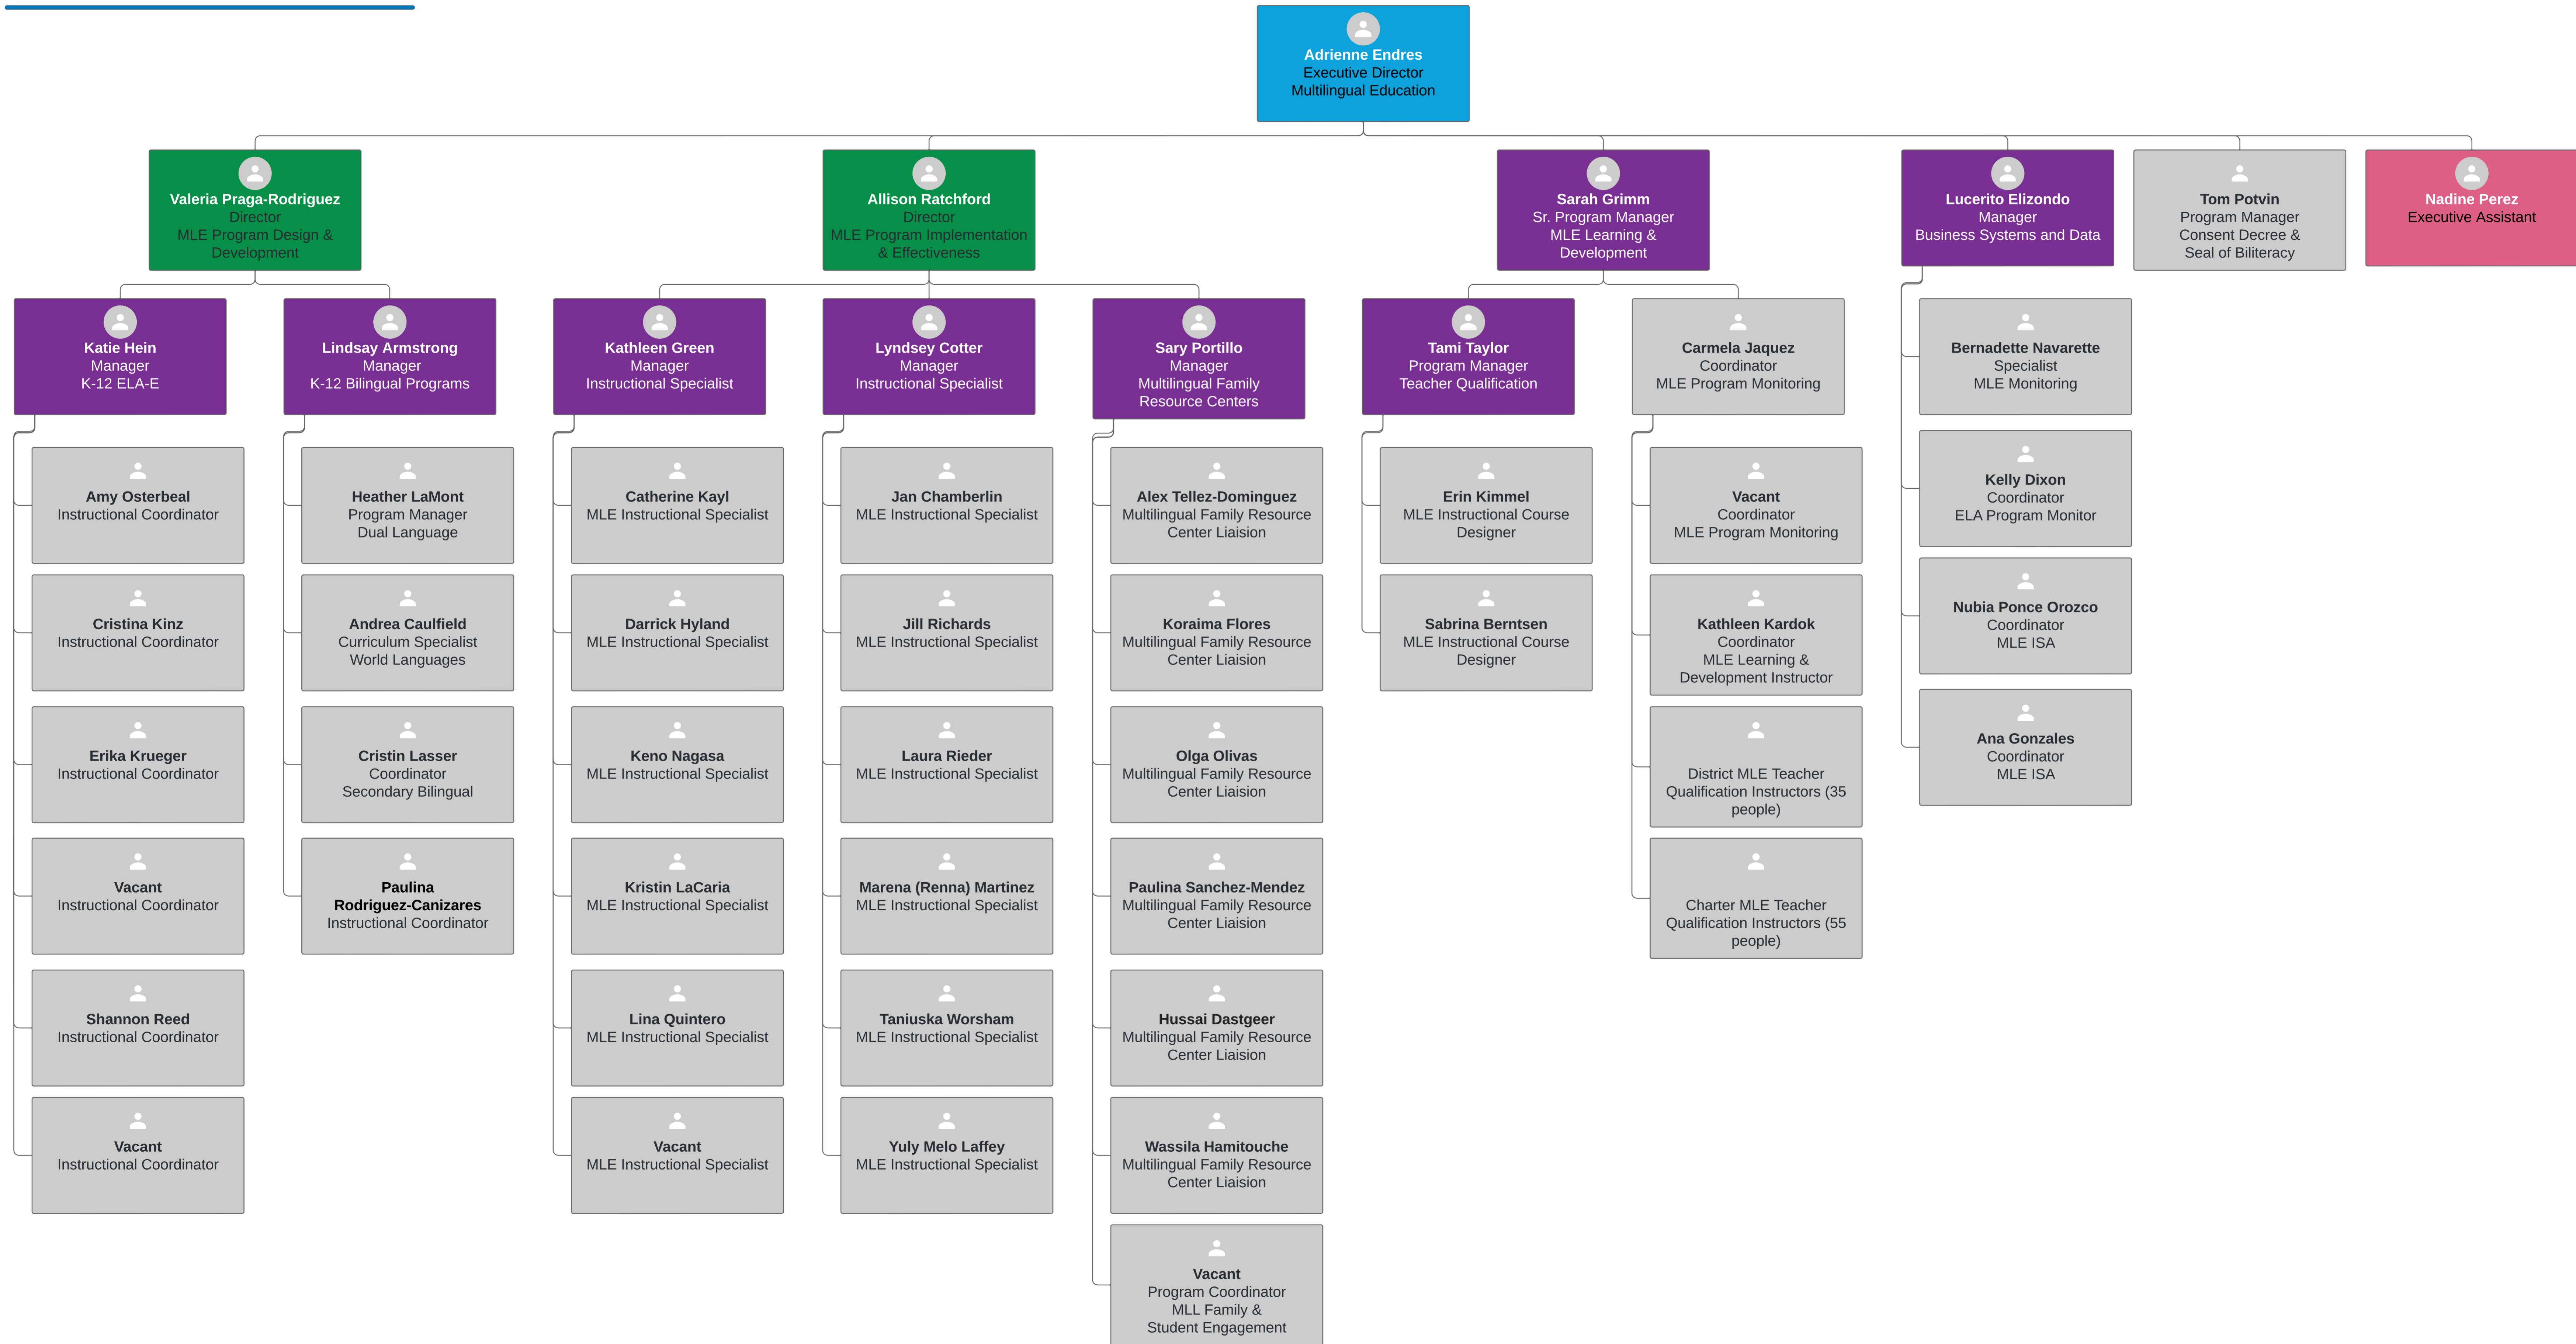 Adrienne Endres
Executive Director
Multilingual Education
Valeria Praga-Rodriguez
Director
MLE Program Design &
Development
Allison Ratchford
Director
MLE Program Implementation
& Effectiveness
Sarah Grimm
Sr. Program Manager
MLE Learning &
Development
Lucerito Elizondo
Manager
Business Systems and Data
Tom Potvin
Program Manager
Consent Decree &
Seal of Biliteracy
Nadine Perez
Executive Assistant
Katie Hein
Manager
K-12 ELA-E
Lindsay Armstrong
Manager
K-12 Bilingual Programs
Kathleen Green
Manager
Instructional Specialist
Lyndsey Cotter
Manager
Instructional Specialist
Sary Portillo
Manager
Multilingual Family
Resource Centers
Tami Taylor
Program Manager
Teacher Qualification
Carmela Jaquez
Coordinator
MLE Program Monitoring
Bernadette Navarette
Specialist
MLE Monitoring
Amy Osterbeal
Instructional Coordinator
Heather LaMont
Program Manager
Dual Language
Catherine Kayl
MLE Instructional Specialist
Jan Chamberlin
MLE Instructional Specialist
Alex Tellez-Dominguez
Multilingual Family Resource
Center Liaision
Erin Kimmel
MLE Instructional Course
Designer
Vacant
Coordinator
MLE Program Monitoring
Kelly Dixon
Coordinator
ELA Program Monitor
Cristina Kinz
Instructional Coordinator
Andrea Caulfield
Curriculum Specialist
World Languages
Darrick Hyland
MLE Instructional Specialist
Jill Richards
MLE Instructional Specialist
Koraima Flores
Multilingual Family Resource
Center Liaision
Sabrina Berntsen
MLE Instructional Course
Designer
Kathleen Kardok
Coordinator
MLE Learning &
Development Instructor
Nubia Ponce Orozco
Coordinator
MLE ISA
Erika Krueger
Instructional Coordinator
Cristin Lasser
Coordinator
Secondary Bilingual
Keno Nagasa
MLE Instructional Specialist
Laura Rieder
MLE Instructional Specialist
Olga Olivas
Multilingual Family Resource
Center Liaision
District MLE Teacher
Qualification Instructors (35
people)
Ana Gonzales
Coordinator
MLE ISA
Vacant
Instructional Coordinator
Paulina
Rodriguez-Canizares
Instructional Coordinator
Kristin LaCaria
MLE Instructional Specialist
Marena (Renna) Martinez
MLE Instructional Specialist
Paulina Sanchez-Mendez
Multilingual Family Resource
Center Liaision
Charter MLE Teacher
Qualification Instructors (55
people)
Shannon Reed
Instructional Coordinator
Lina Quintero
MLE Instructional Specialist
Taniuska Worsham
MLE Instructional Specialist
Hussai Dastgeer
Multilingual Family Resource
Center Liaision
Vacant
Instructional Coordinator
Vacant
MLE Instructional Specialist
Yuly Melo Laffey
MLE Instructional Specialist
Wassila Hamitouche
Multilingual Family Resource
Center Liaision
Vacant
Program Coordinator
MLL Family &
Student Engagement